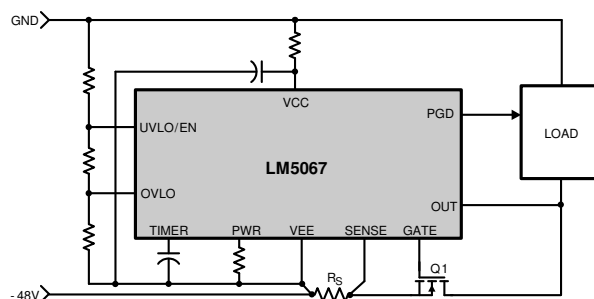 GND
VCC
PGD
LOAD
UVLO/EN
LM5067
OVLO
OUT
TIMER
PWR
VEE
SENSE
GATE
RS
Q1
- 48V